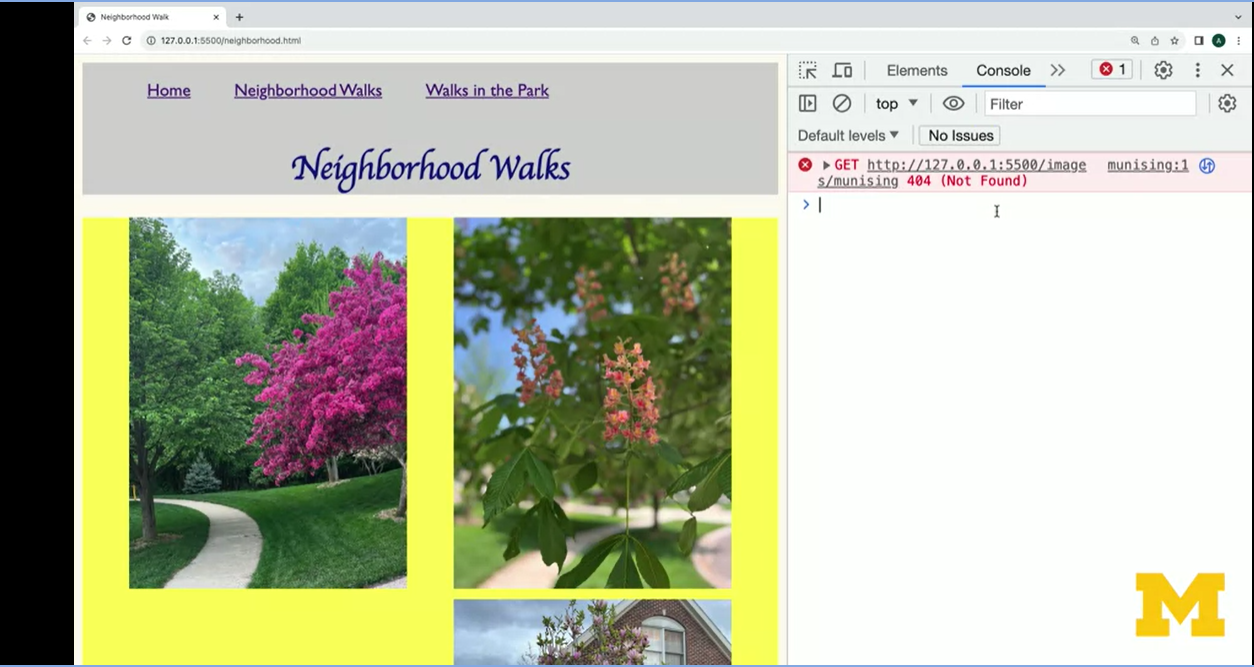 Neighborhood Walk
127.0.0.1:5500/neighborhood.html
A
Home Neighborhood Walks Walks in the Park
Neighborhood Walks
Elements Console 1
top Filter
Default levels No Issues
GET http://127.0.0.1:5500/image munising:1
s/munising 404 (Not Found)
M